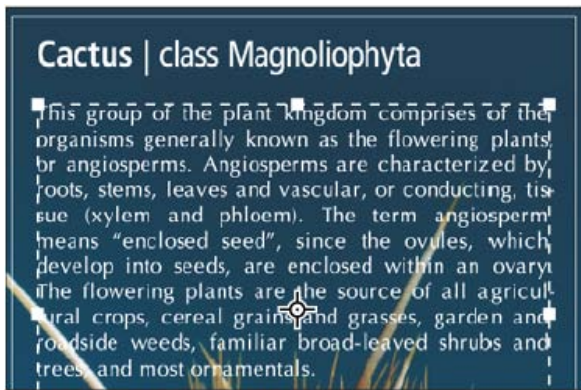 Cactus | class Magnoliophyta
This group of the plant kingdom comprises of the
organisms generally known as the flowering plants
or angiosperms. Angiosperms are characterized by
roots, stems, leaves and vascular, or conducting, tis
sue (xylem and phloem). The term angiosperm
means “enclosed seed”, since the ovules, which
develop into seeds, are enclosed within an ovary.
The flowering plants are the source of all agricul
tural crops, cereal grains and grasses, garden and
roadside weeds, familiar broad-leaved shrubs and
trees, and most ornamentals.